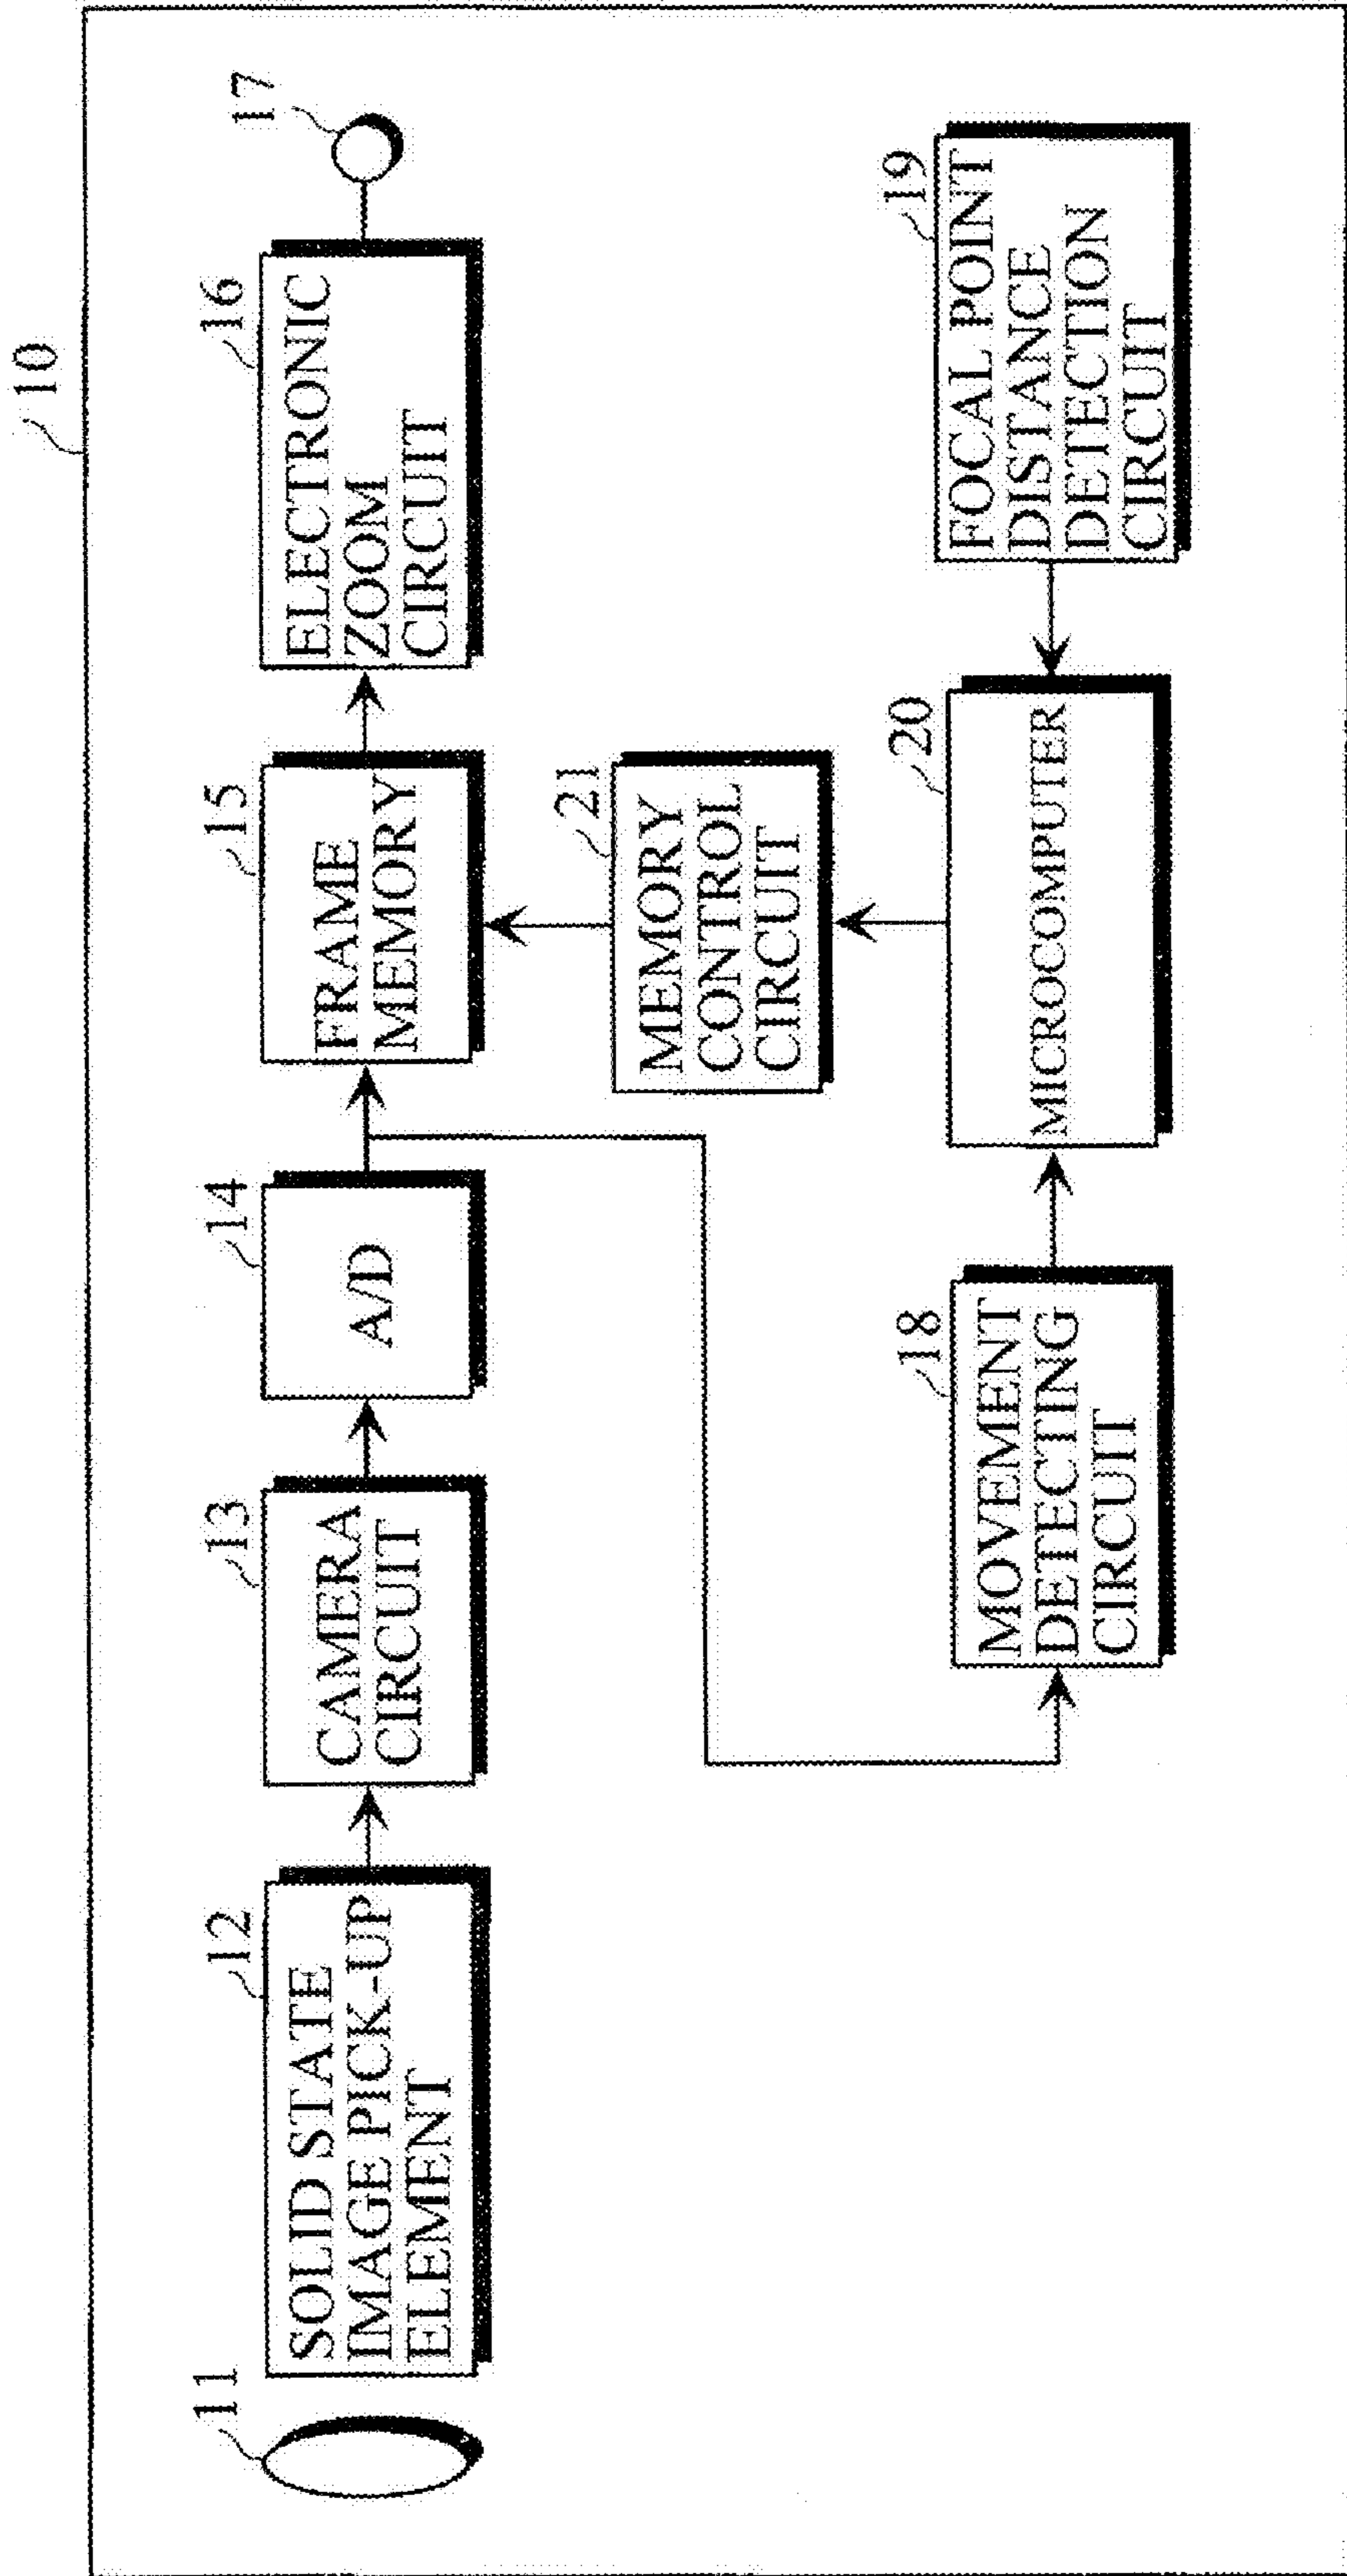 10
11
12
SOLID STATE
IMAGE PICK-UP
ELEMENT
13
CAMERA
CIRCUIT
14
A/D
15
FRAME
MEMORY
16
ELECTRONIC
ZOOM
CIRCUIT
17
21
MEMORY
CONTROL
CIRCUIT
18
MOVEMENT
DETECTING
CIRCUIT
20
MICROCOMPUTER
19
FOCAL POINT
DISTANCE
DETECTION
CIRCUIT